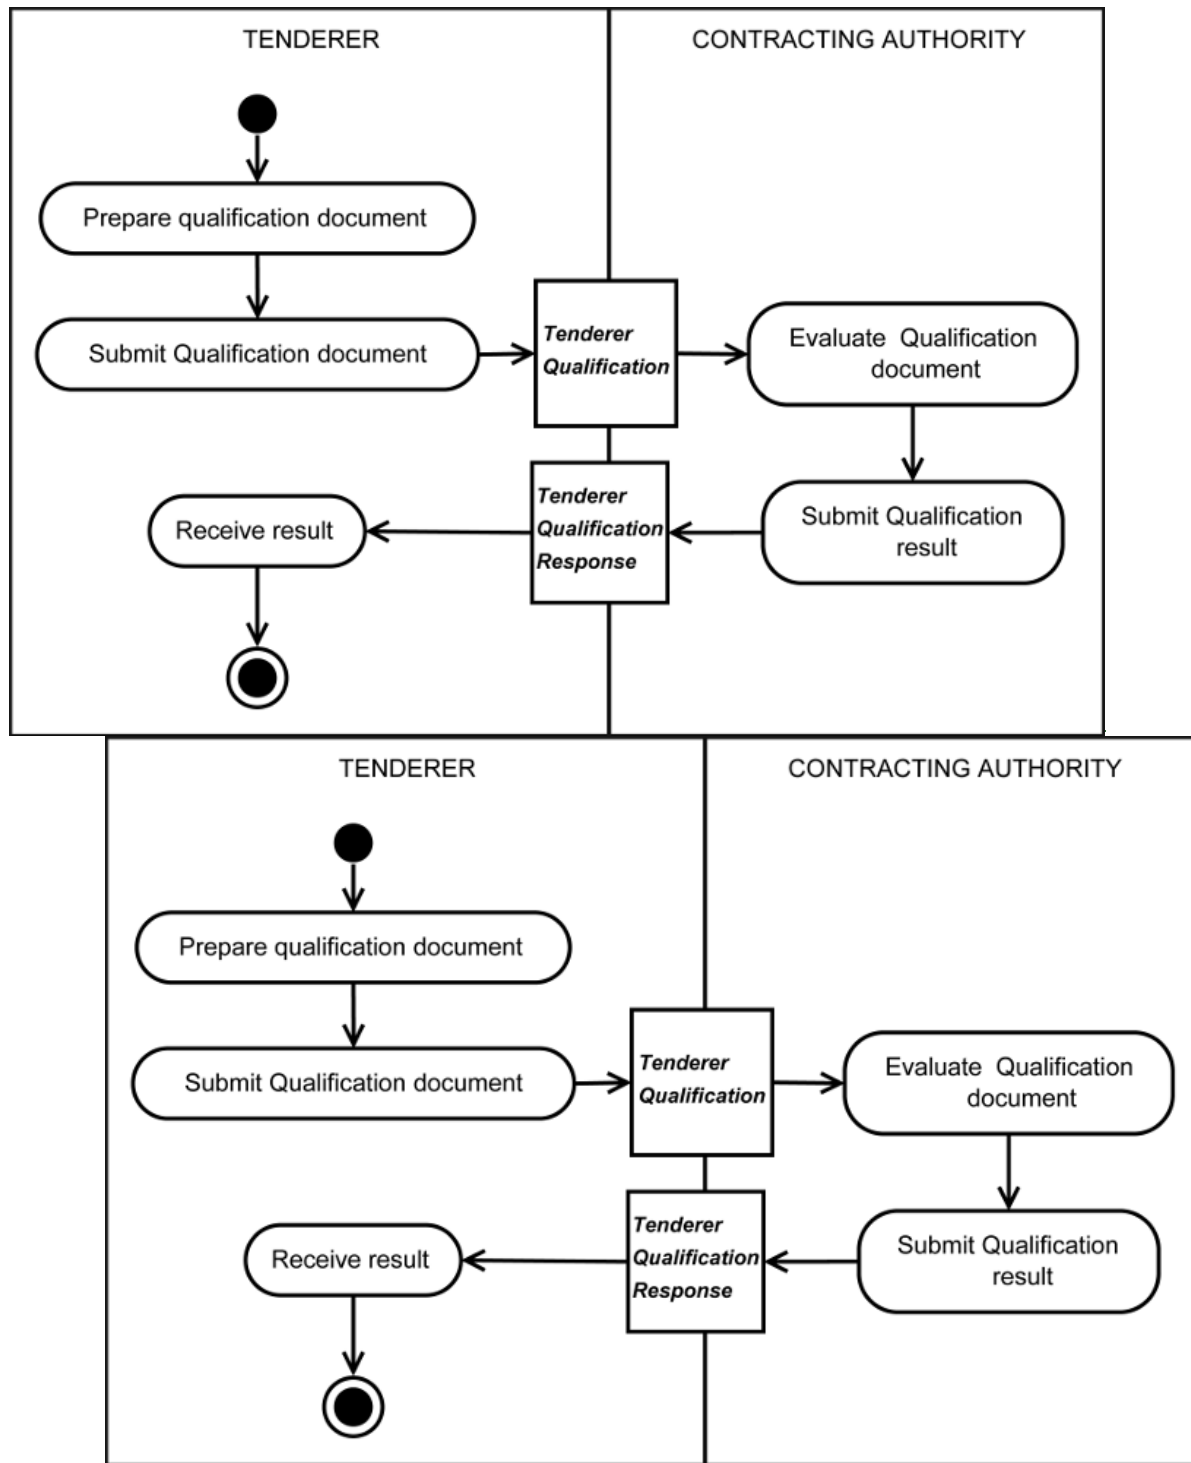 TENDERER
CONTRACTING AUTHORITY
Prepare qualification document
Submit Qualification document
Tenderer
Qualification
Evaluate Qualification
document
Receive result
Tenderer
Qualification
Response
Submit Qualification
result
TENDERER
CONTRACTING AUTHORITY
Prepare qualification document
Submit Qualification document
Tenderer
Qualification
Evaluate Qualification
document
Receive result
Tenderer
Qualification
Response
Submit Qualification
result